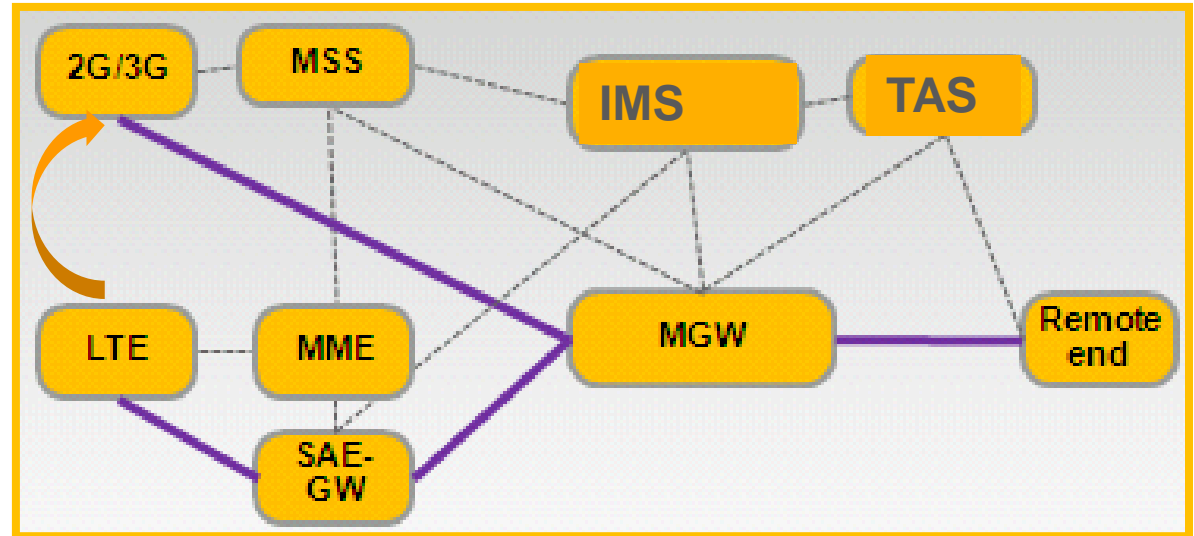 2G/3G
MSS
IMS
TAS
LTE
MME
MGW
Remote
end
SAE-
GW